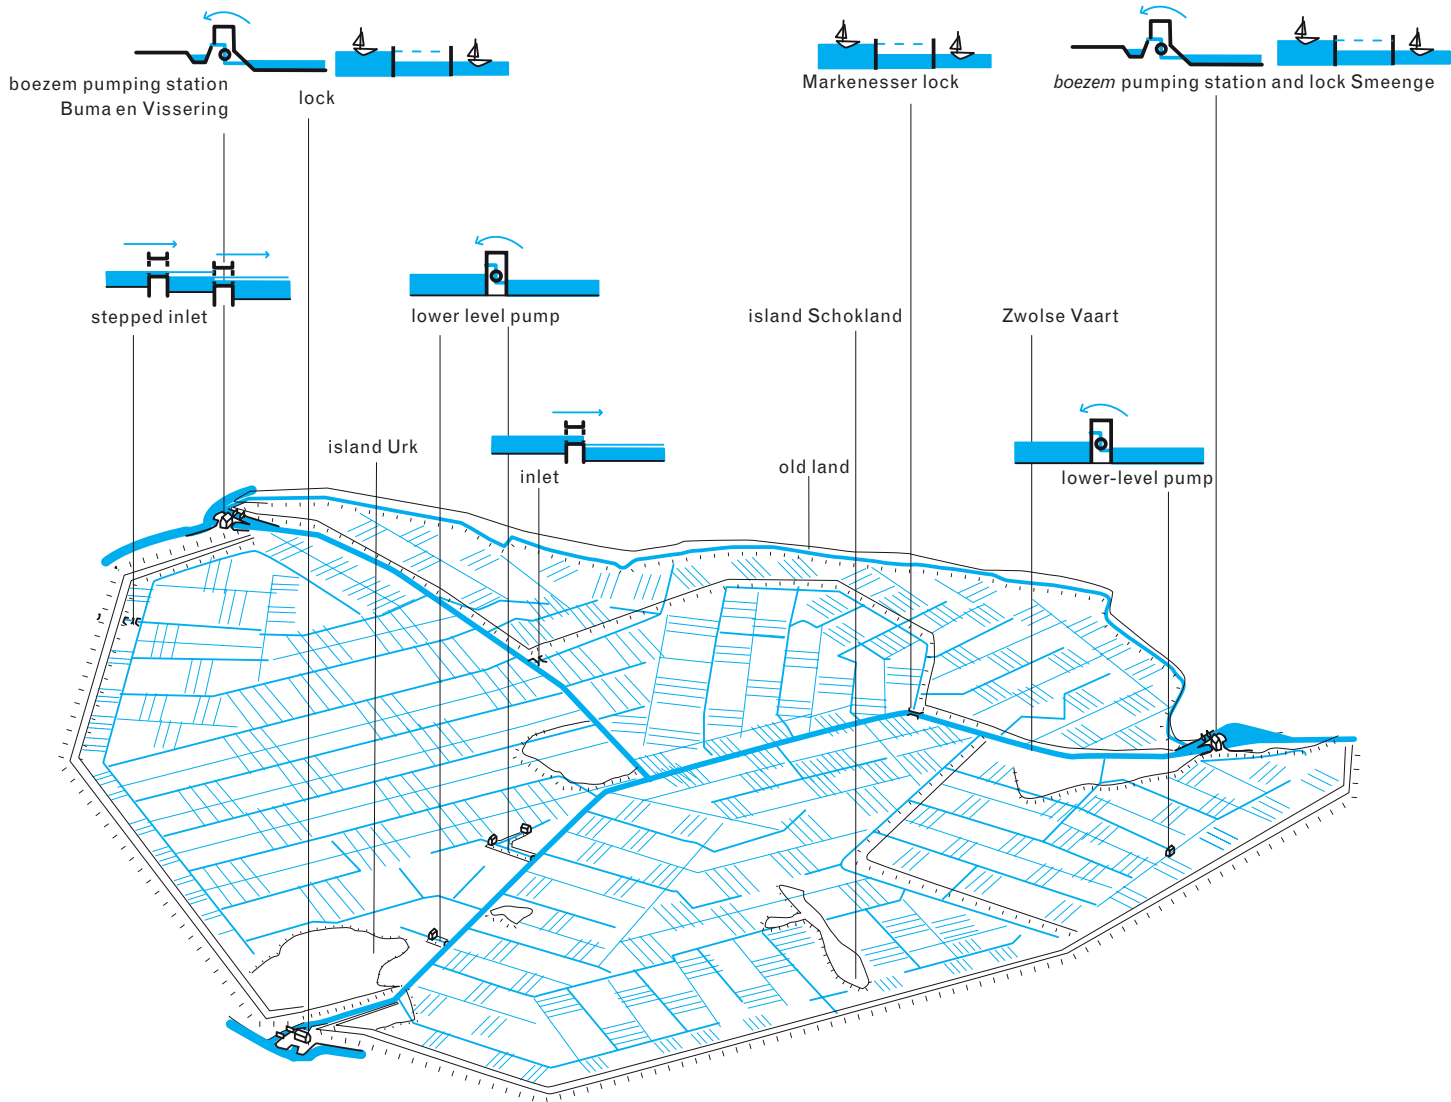 boezem pumping station
Buma en Vissering
lock
Markenesser lock
boezem pumping station and lock Smeenge
stepped inlet
lower level pump
island Schokland
Zwolse Vaart
island Urk
inlet
old land
lower-level pump